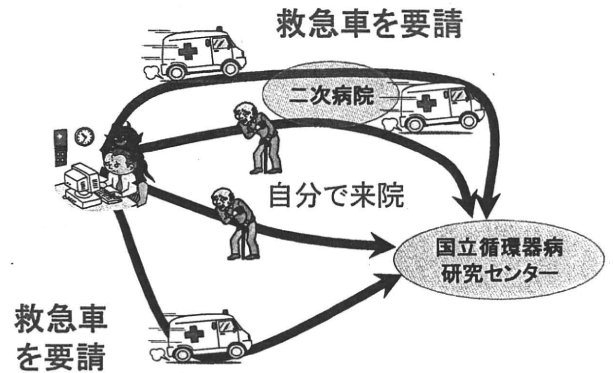 救急車を要請
二次病院
自分で来院
国立循環器病
研究センター
救急車
を要請